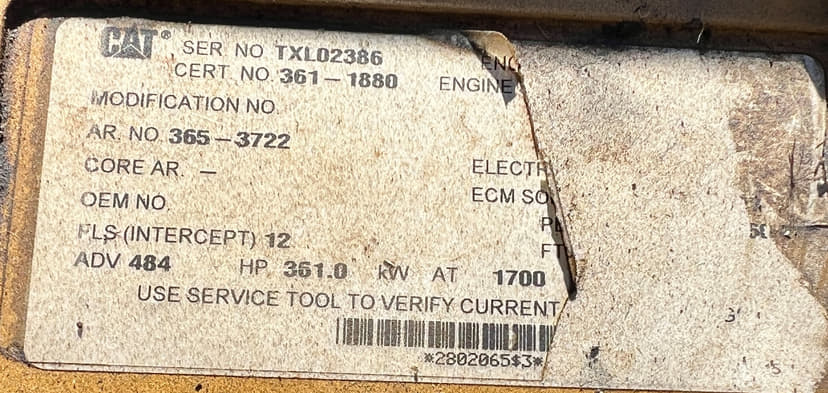 CAT® SER NO TXL02386 ENG
CERT. NO. 361-1880 ENGINE
MODIFICATION NO.
AR. NO. 365-3722
CORE AR. - ELECTR
OEM NO. ECM SO
FLS (INTERCEPT) 12
FT
ADV 484 HP 361.0 kW AT 1700
USE SERVICE TOOL TO VERIFY CURRENT
*2802065$3*